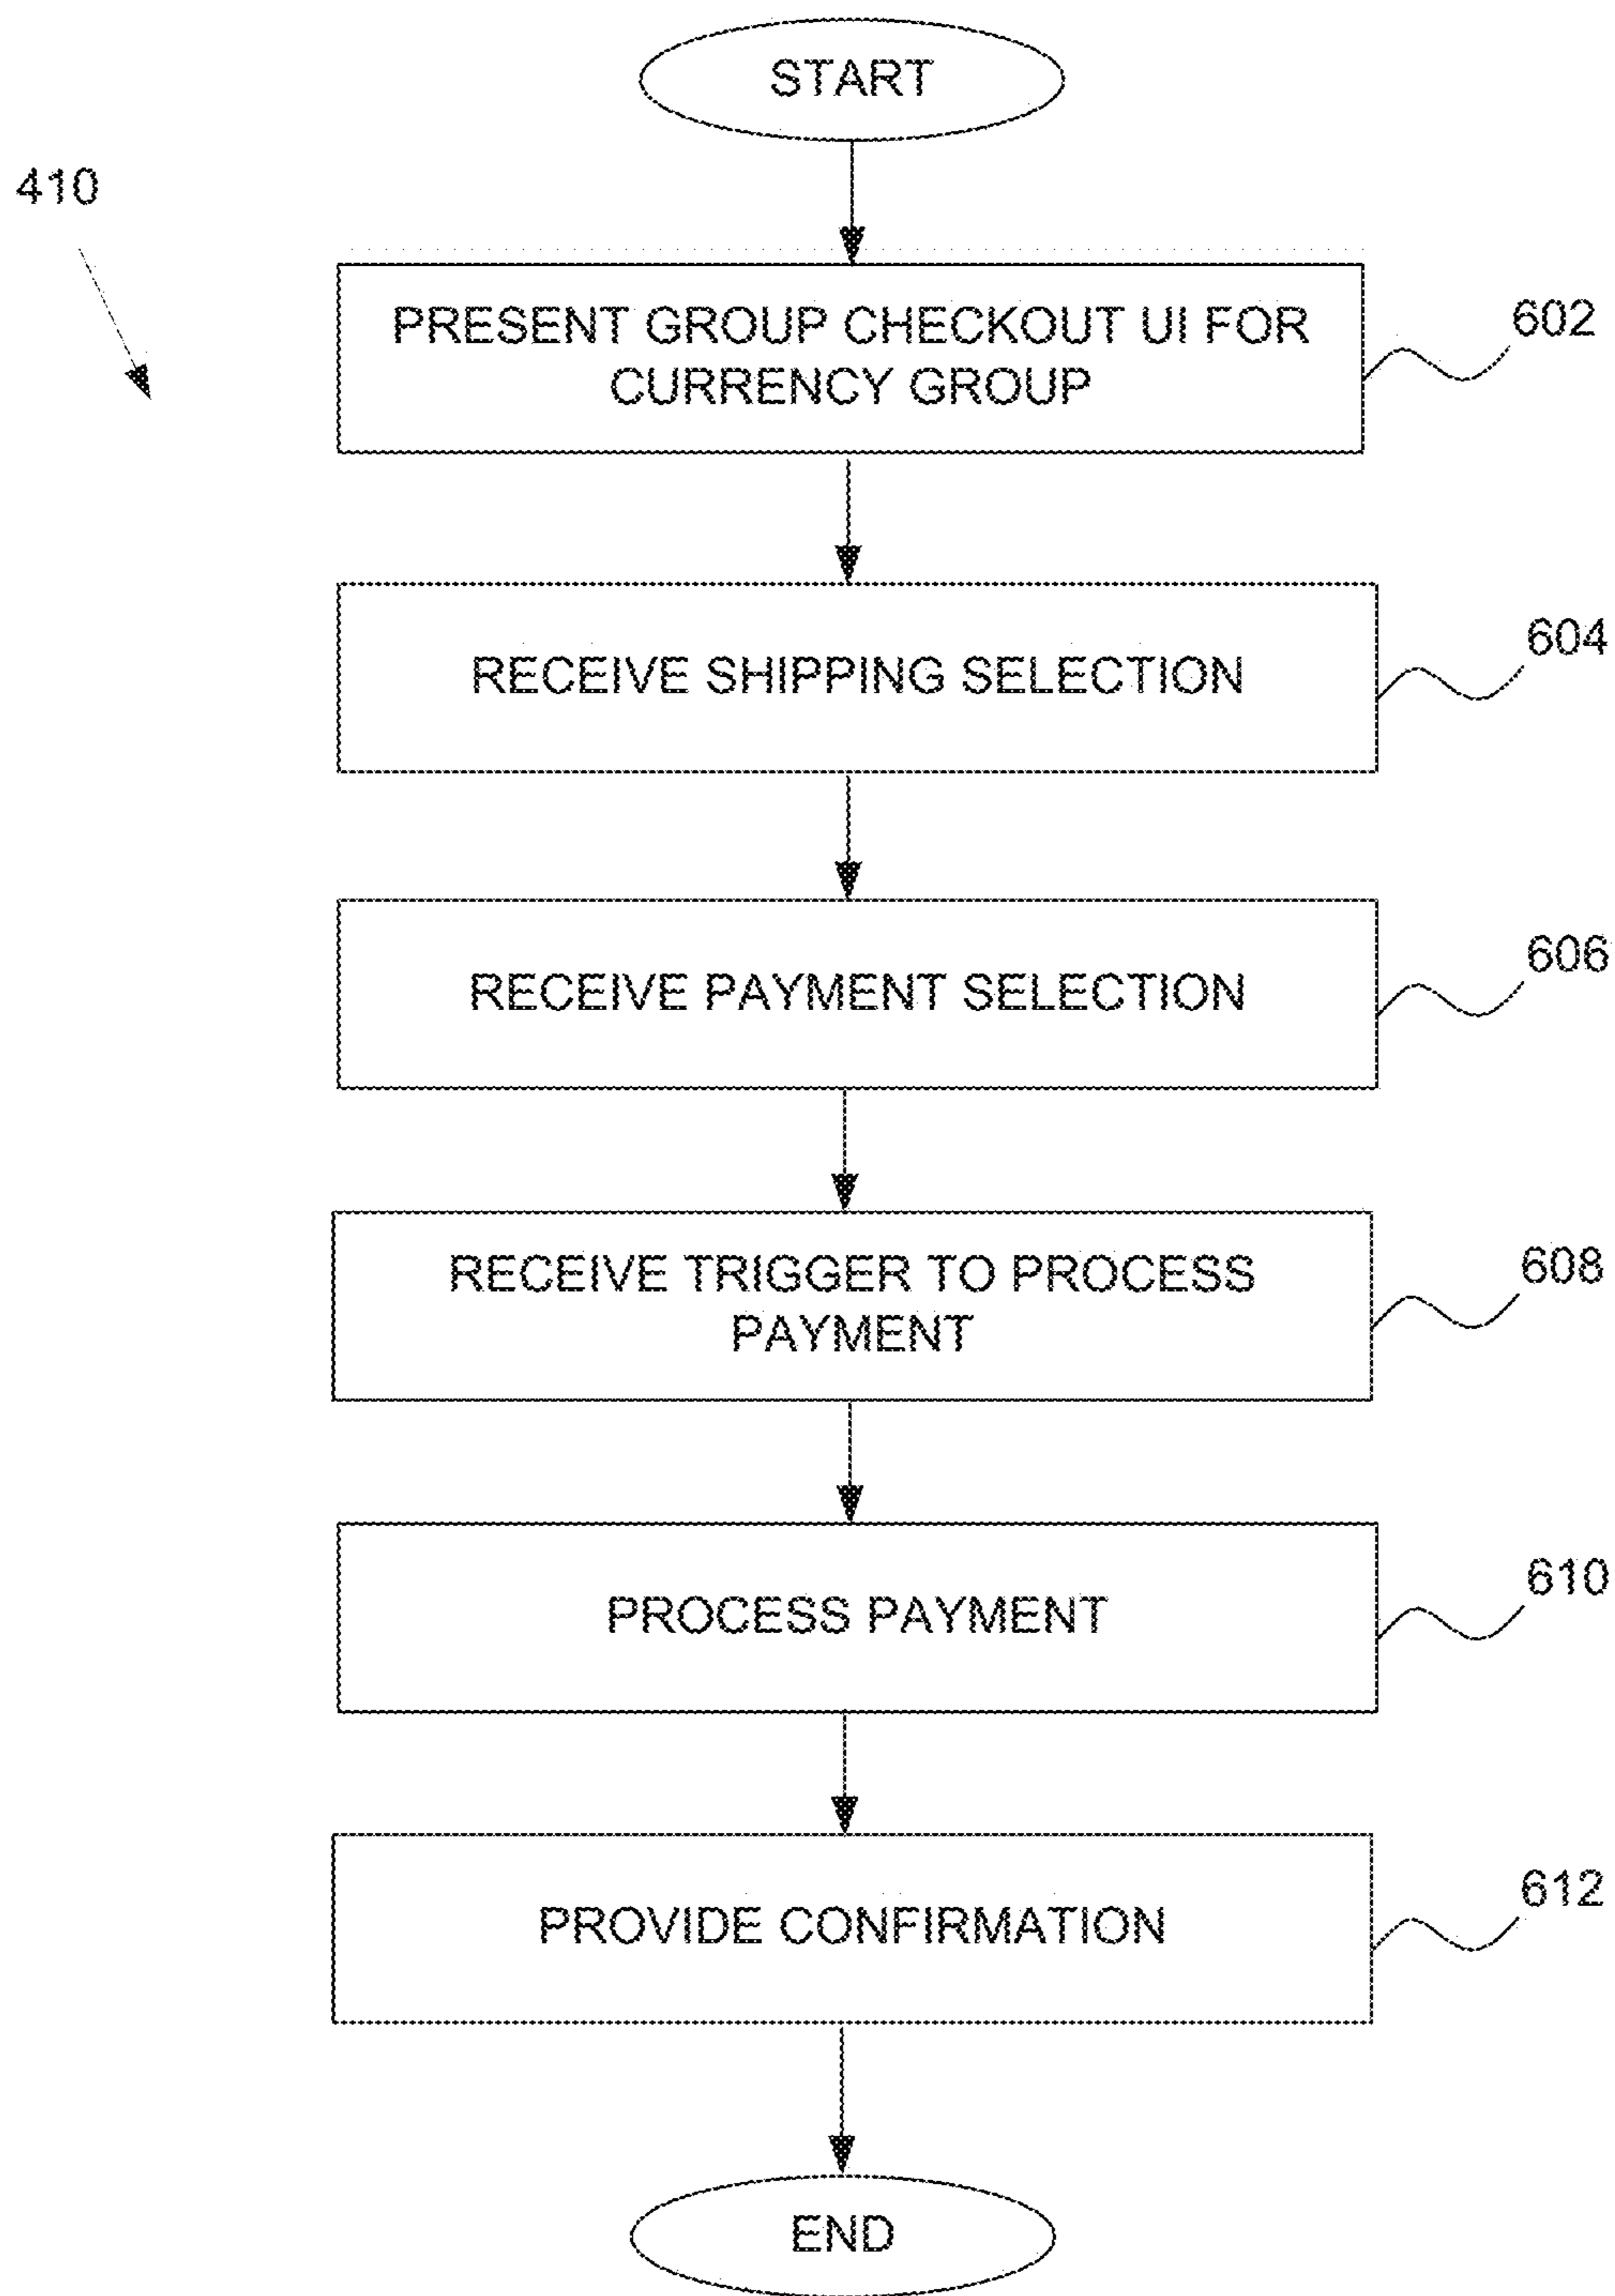 START
410
PRESENT GROUP CHECKOUT UI FOR
CURRENCY GROUP
602
RECEIVE SHIPPING SELECTION
604
RECEIVE PAYMENT SELECTION
606
RECEIVE TRIGGER TO PROCESS
PAYMENT
608
PROCESS PAYMENT
610
PROVIDE CONFIRMATION
612
END